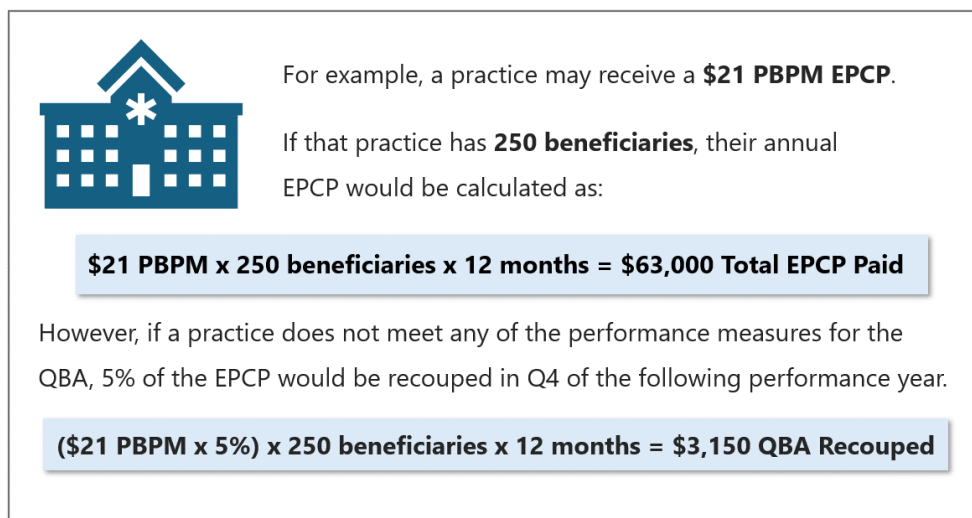 For example, a practice may receive a $21 PBPM EPCP.
If that practice has 250 beneficiaries, their annual
EPCP would be calculated as:
$21 PBPM x 250 beneficiaries x 12 months = $63,000 Total EPCP Paid
However, if a practice does not meet any of the performance measures for the
QBA, 5% of the EPCP would be recouped in Q4 of the following performance year.
($21 PBPM x 5%) x 250 beneficiaries x 12 months = $3,150 QBA Recouped